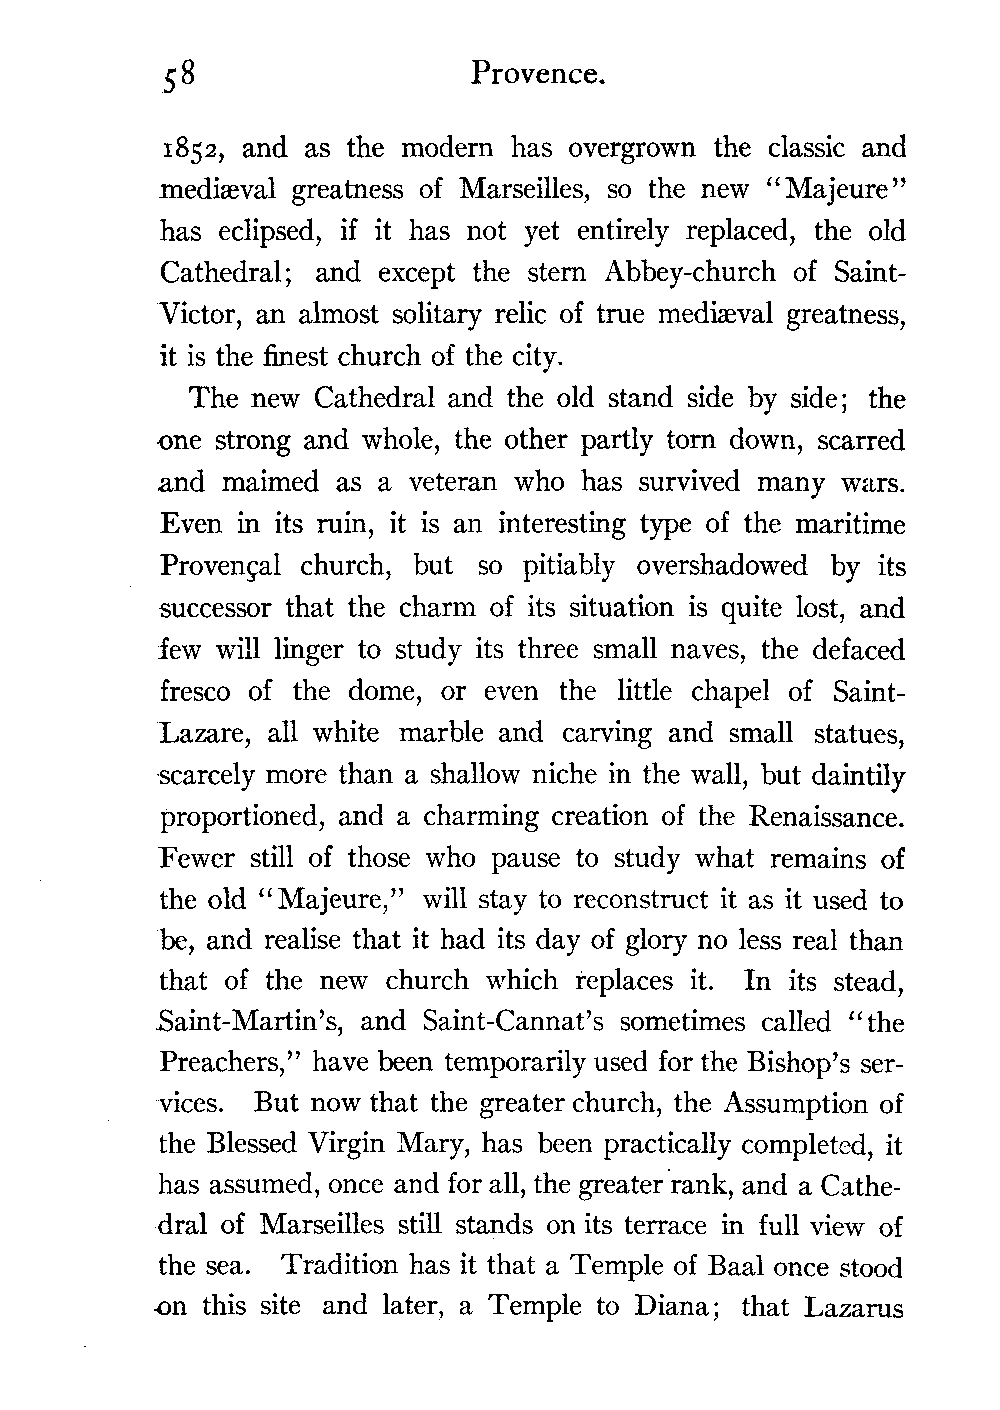 58 Provence.
1852, and as the modern has overgrown the classic and
mediæval greatness of Marseilles, so the new “Majeure”
has eclipsed, if it has not yet entirely replaced, the old
Cathedral; and except the stern Abbey-church of Saint-
Victor, an almost solitary relic of true mediæval greatness,
it is the finest church of the city.
The new Cathedral and the old stand side by side; the
one strong and whole, the other partly torn down, scarred
and maimed as a veteran who has survived many wars.
Even in its ruin, it is an interesting type of the maritime
Provençal church, but so pitiably overshadowed by its
successor that the charm of its situation is quite lost, and
few will linger to study its three small naves, the defaced
fresco of the dome, or even the little chapel of Saint-
Lazare, all white marble and carving and small statues,
scarcely more than a shallow niche in the wall, but daintily
proportioned, and a charming creation of the Renaissance.
Fewer still of those who pause to study what remains of
the old “Majeure,” will stay to reconstruct it as it used to
be, and realise that it had its day of glory no less real than
that of the new church which replaces it. In its stead,
Saint-Martin’s, and Saint-Cannat’s sometimes called “the
Preachers,” have been temporarily used for the Bishop’s ser-
vices. But now that the greater church, the Assumption of
the Blessed Virgin Mary, has been practically completed, it
has assumed, once and for all, the greater rank, and a Cathe-
dral of Marseilles still stands on its terrace in full view of
the sea. Tradition has it that a Temple of Baal once stood
on this site and later, a Temple to Diana; that Lazarus